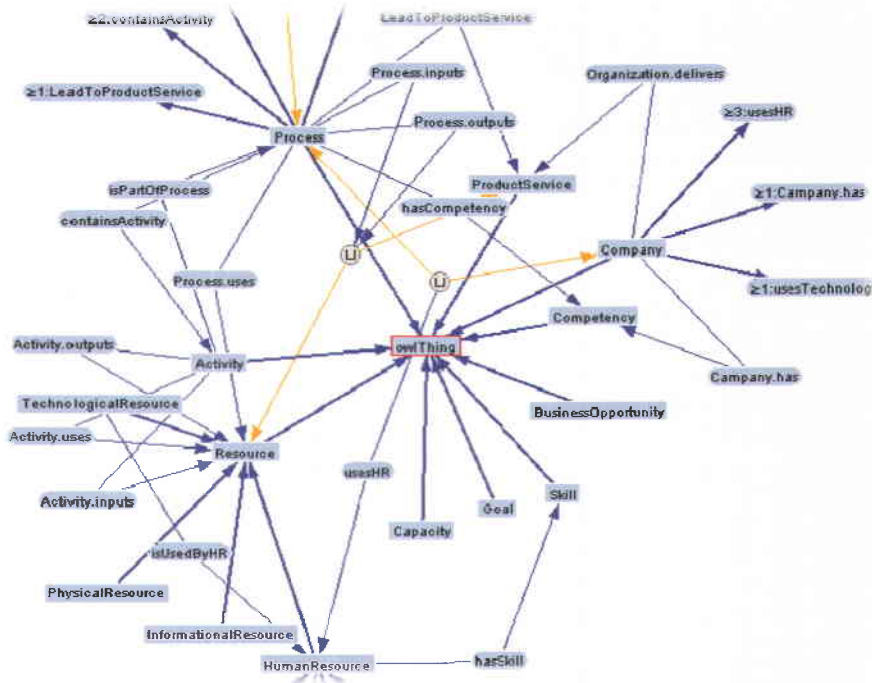 ≥2:containsActivity
LeadToProductService
Process.inputs
Organization.delivers
≥1:LeadToProductService
≥3:usesHR
Process.outputs
Process
isPartOfProcess
ProductService
≥1:Campany.has
hasCompetency
containsActivity
⊔
Company
Process.uses
⊔
≥1:usesTechnolog
Competency
Activity.outputs
owlThing
Activity
Campany.has
TechnologicalResource
BusinessOpportunity
Activity.uses
Resource
usesHR
Skill
Activity.inputs
Goal
Capacity
isUsedByHR
PhysicalResource
InformationalResource
HumanResource
hasSkill